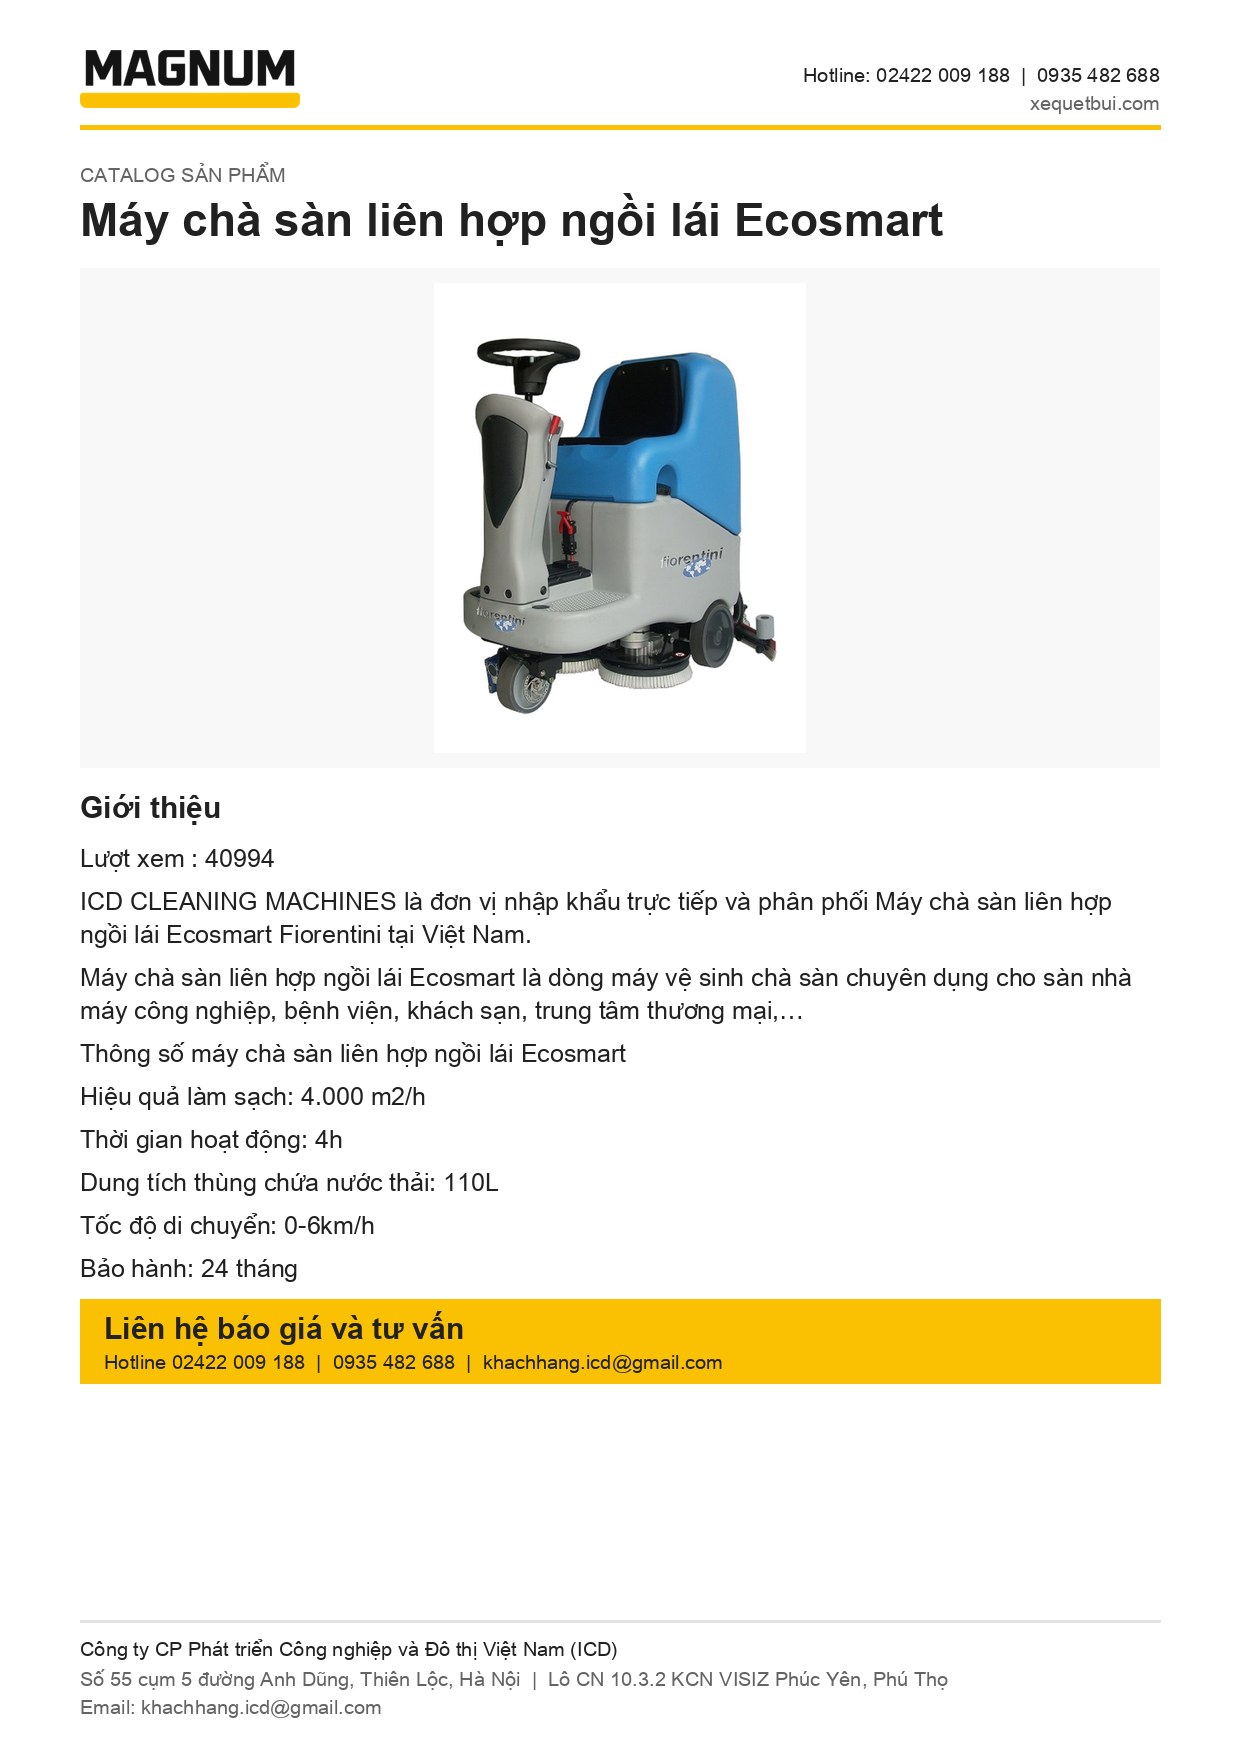 MAGNUM
Hotline: 02422 009 188 | 0935 482 688
xequetbui.com
CATALOG SẢN PHẨM
Máy chà sàn liên hợp ngồi lái Ecosmart
fiorentini
fiorentini
Giới thiệu
Lượt xem : 40994
ICD CLEANING MACHINES là đơn vị nhập khẩu trực tiếp và phân phối Máy chà sàn liên hợp
ngồi lái Ecosmart Fiorentini tại Việt Nam.
Máy chà sàn liên hợp ngồi lái Ecosmart là dòng máy vệ sinh chà sàn chuyên dụng cho sàn nhà
máy công nghiệp, bệnh viện, khách sạn, trung tâm thương mại,…
Thông số máy chà sàn liên hợp ngồi lái Ecosmart
Hiệu quả làm sạch: 4.000 m2/h
Thời gian hoạt động: 4h
Dung tích thùng chứa nước thải: 110L
Tốc độ di chuyển: 0-6km/h
Bảo hành: 24 tháng
Liên hệ báo giá và tư vấn
Hotline 02422 009 188 | 0935 482 688 | khachhang.icd@gmail.com
Công ty CP Phát triển Công nghiệp và Đô thị Việt Nam (ICD)
Số 55 cụm 5 đường Anh Dũng, Thiên Lộc, Hà Nội | Lô CN 10.3.2 KCN VISIZ Phúc Yên, Phú Thọ
Email: khachhang.icd@gmail.com